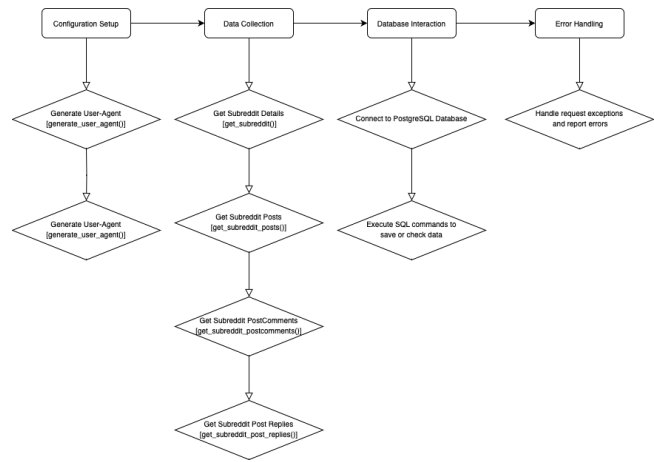 Configuration Setup
Data Collection
Database Interaction
Error Handling
Generate User-Agent
[generate_user_agent()]
Get Subreddit Details
[get_subreddit()]
Connect to PostgreSQL Database
Handle request exceptions
and report errors
Generate User-Agent
[generate_user_agent()]
Get Subreddit Posts
[get_subreddit_posts()]
Execute SQL commands to
save or check data
Get Subreddit PostComments
[get_subreddit_postcomments()]
Get Subreddit Post Replies
[get_subreddit_post_replies()]